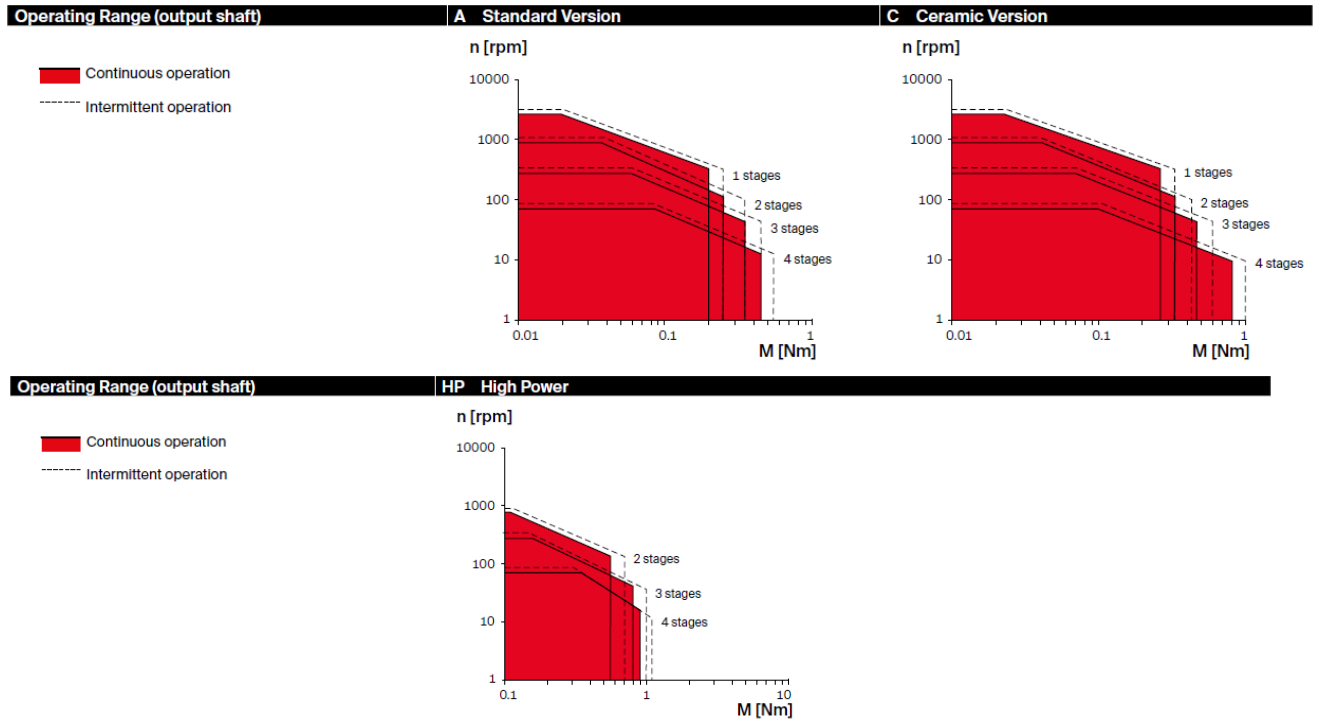 Operating Range (output shaft) A Standard Version C Ceramic Version
Continuous operation
Intermittent operation
n [rpm]
10000
1000
100
10
1
0.01 0.1 1
M [Nm]
1 stages
2 stages
3 stages
4 stages
n [rpm]
10000
1000
100
10
1
0.01 0.1 1
M [Nm]
1 stages
2 stages
3 stages
4 stages
Operating Range (output shaft) HP High Power
Continuous operation
Intermittent operation
n [rpm]
10000
1000
100
10
1
0.1 1 10
M [Nm]
2 stages
3 stages
4 stages